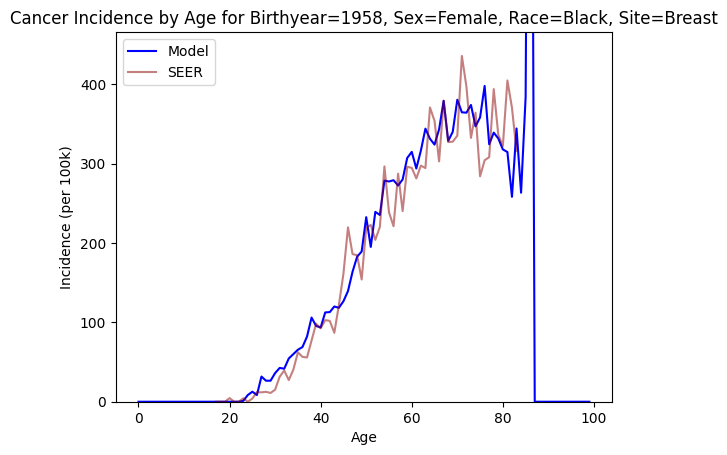 Cancer Incidence by Age for Birthyear=1958, Sex=Female, Race=Black, Site=Breast
Model
SEER
Incidence (per 100k)
400
300
200
100
0
0 20 40 60 80 100
Age